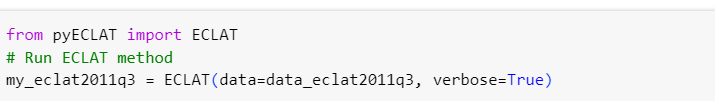 from pyECLAT import ECLAT
# Run ECLAT method
my_eclat2011q3 = ECLAT(data=data_eclat2011q3, verbose=True)